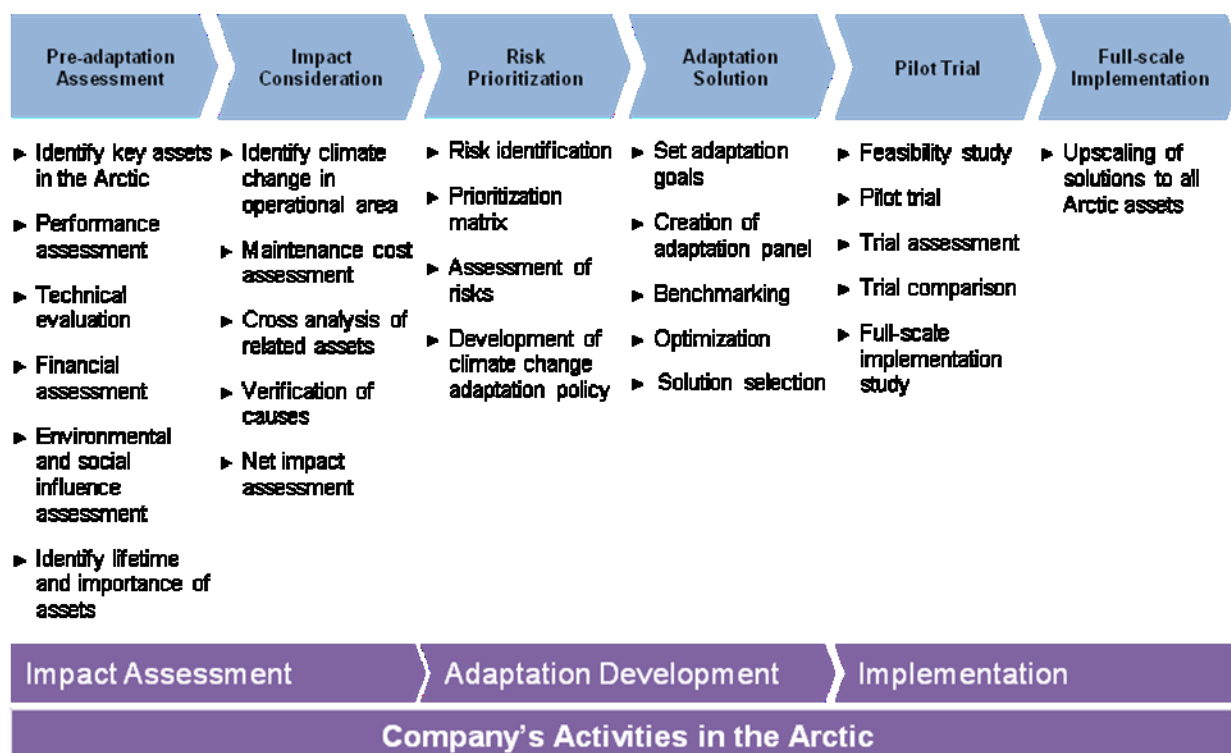 Pre-adaptation
Assessment
Impact
Consideration
Risk
Prioritization
Adaptation
Solution
Pilot Trial
Full-scale
Implementation
► Identify key assets
in the Arctic
► Performance
assessment
► Technical
evaluation
► Financial
assessment
► Environmental
and social
influence
assessment
► Identify lifetime
and importance of
assets
► Identify climate
change in
operational area
► Maintenance cost
assessment
► Cross analysis of
related assets
► Verification of
causes
► Net impact
assessment
► Risk identification
► Prioritization
matrix
► Assessment of
risks
► Development of
climate change
adaptation policy
► Set adaptation
goals
► Creation of
adaptation panel
► Benchmarking
► Optimization
► Solution selection
► Feasibility study
► Pilot trial
► Trial assessment
► Trial comparison
► Full-scale
implementation
study
► Upscaling of
solutions to all
Arctic assets
Impact Assessment
Adaptation Development
Implementation
Company's Activities in the Arctic